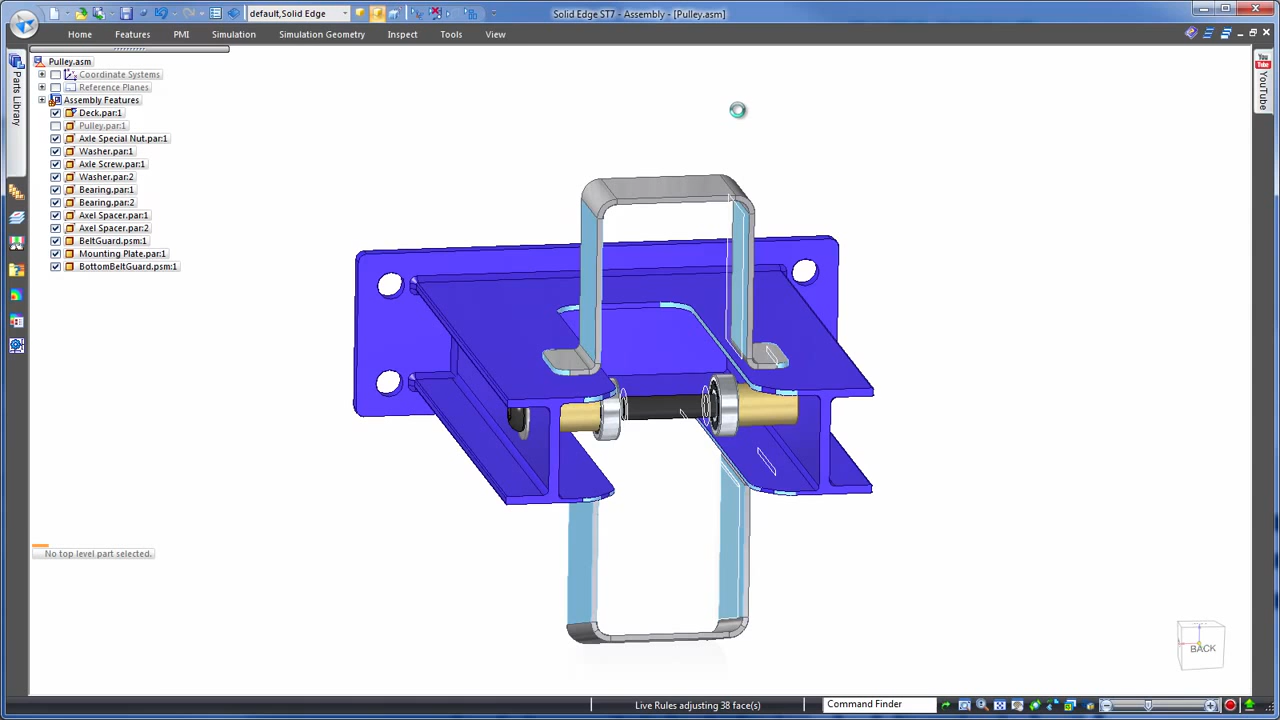 default,Solid Edge
Solid Edge ST7 - Assembly - [Pulley.asm]
Home Features PMI Simulation Simulation Geometry Inspect Tools View
Parts Library
Pulley.asm
Coordinate Systems
Reference Planes
Assembly Features
Deck.par:1
Pulley.par:1
Axle Special Nut.par:1
Washer.par:1
Axle Screw.par:1
Washer.par:2
Bearing.par:1
Bearing.par:2
Axel Spacer.par:1
Axel Spacer.par:2
BeltGuard.psm:1
Mounting Plate.par:1
BottomBeltGuard.psm:1
No top level part selected.
You
Tube
YouTube
BACK
Live Rules adjusting 38 face(s)
Command Finder